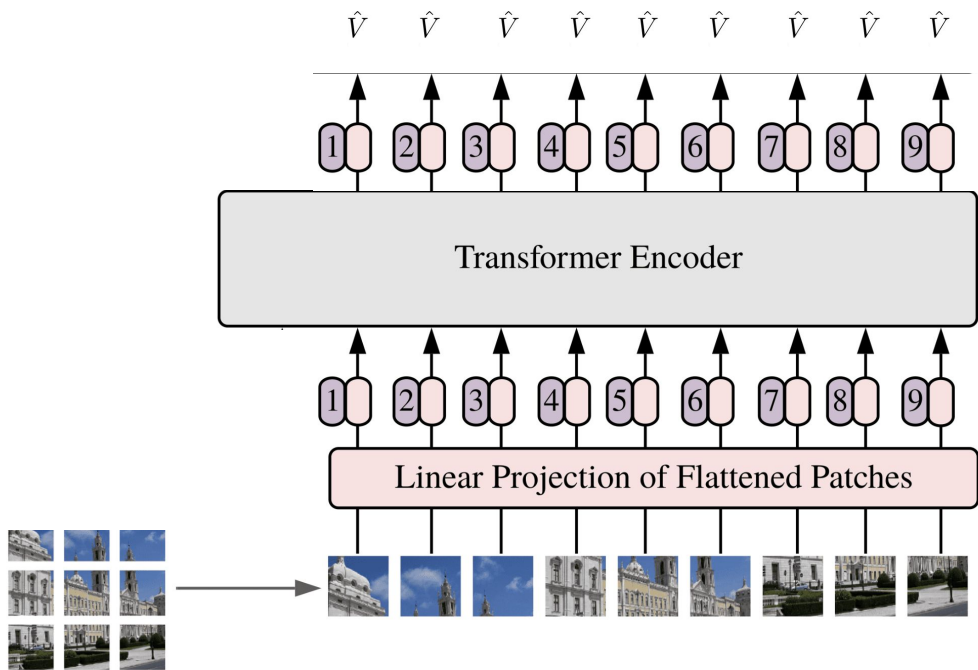 V̂ V̂ V̂ V̂ V̂ V̂ V̂ V̂ V̂
1 2 3 4 5 6 7 8 9
Transformer Encoder
1 2 3 4 5 6 7 8 9
Linear Projection of Flattened Patches